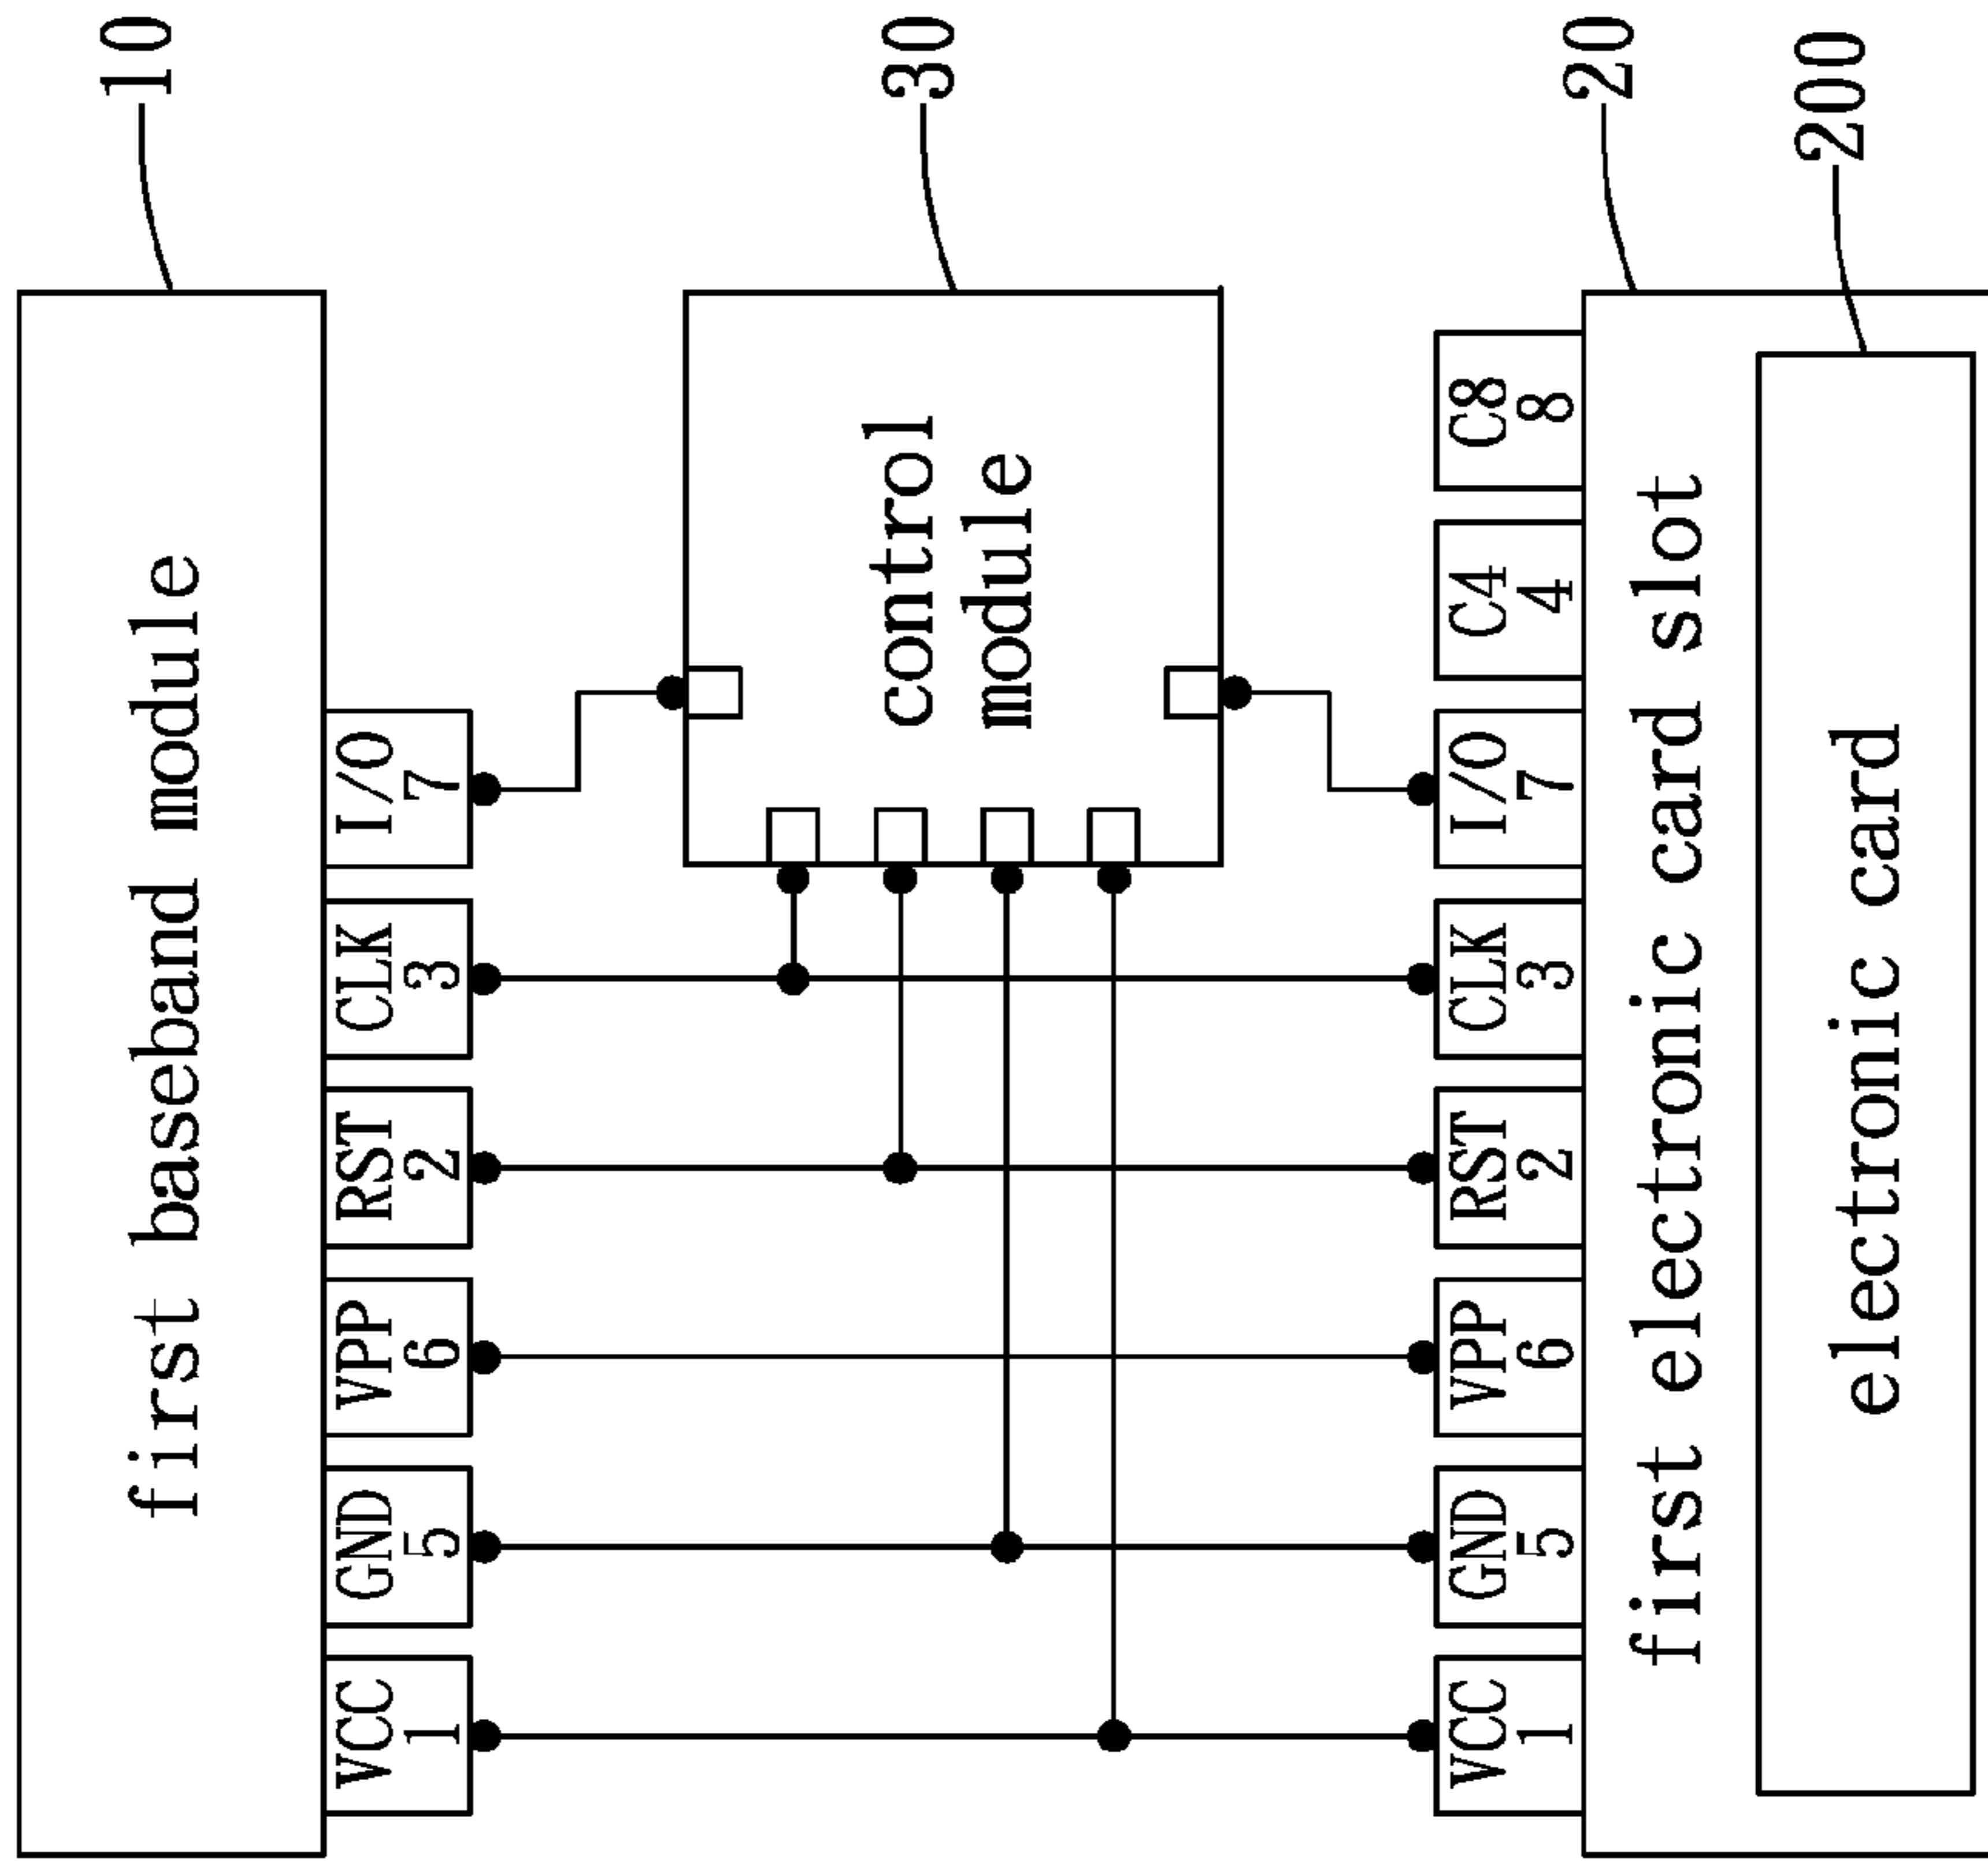 first baseband module
10
VCC
1
GND
5
VPP
6
RST
2
CLK
3
I/O
7
control
module
30
VCC
1
GND
5
VPP
6
RST
2
CLK
3
I/O
7
C4
4
C8
8
first electronic card slot
20
electronic card
200